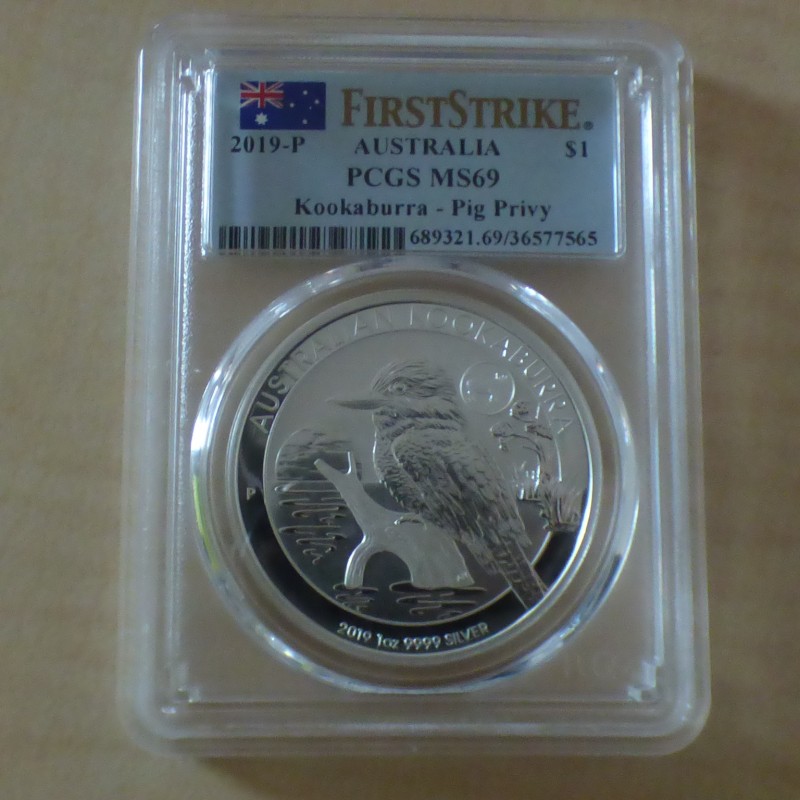 FIRSTSTRIKE®
2019-P AUSTRALIA $1
PCGS MS69
Kookaburra - Pig Privy
689321.69/36577565
AUSTRALIAN KOOKABURRA
P
2019 1oz 9999 SILVER